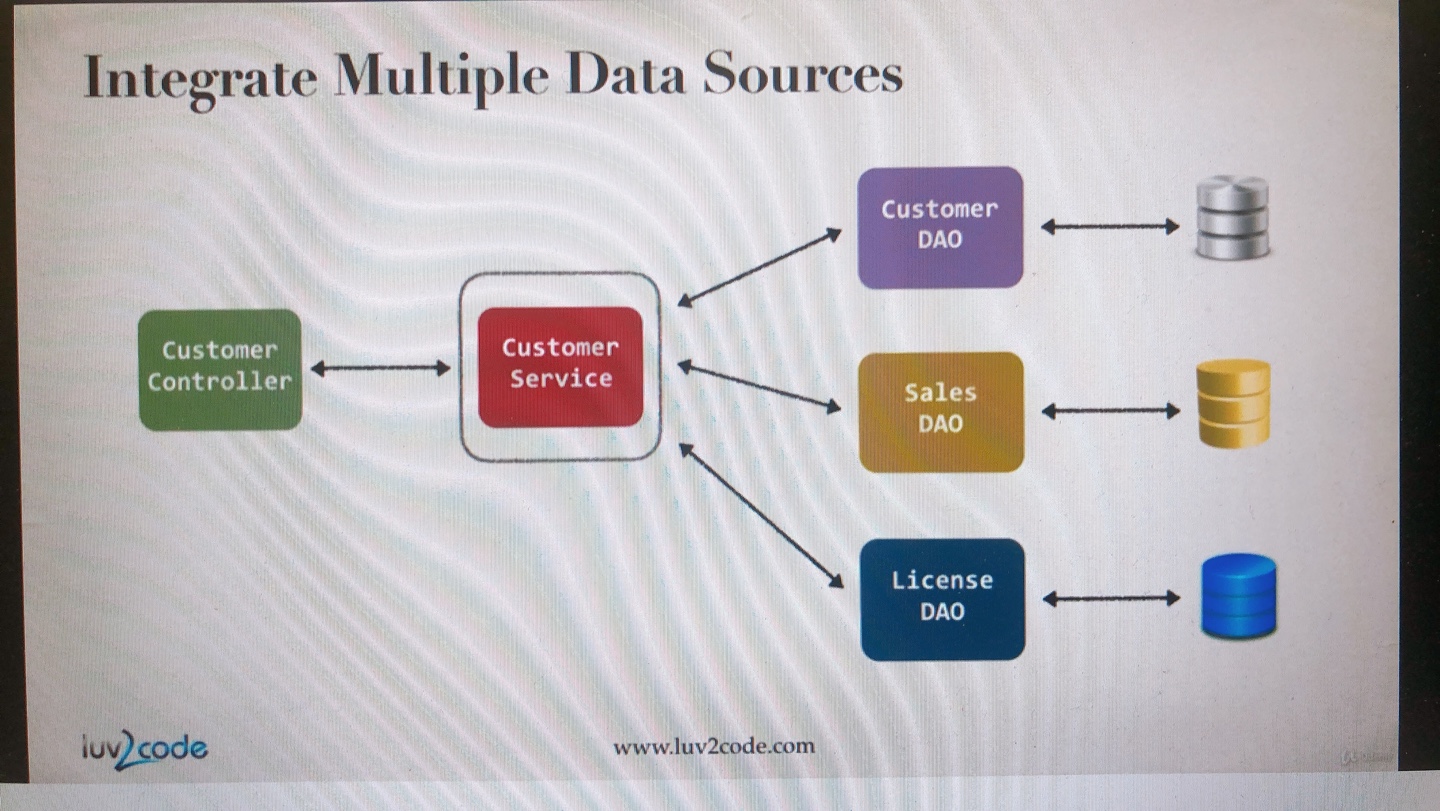 Integrate Multiple Data Sources
Customer
DAO
Customer
Controller
Customer
Service
Sales
DAO
License
DAO
luv2code
www.luv2code.com